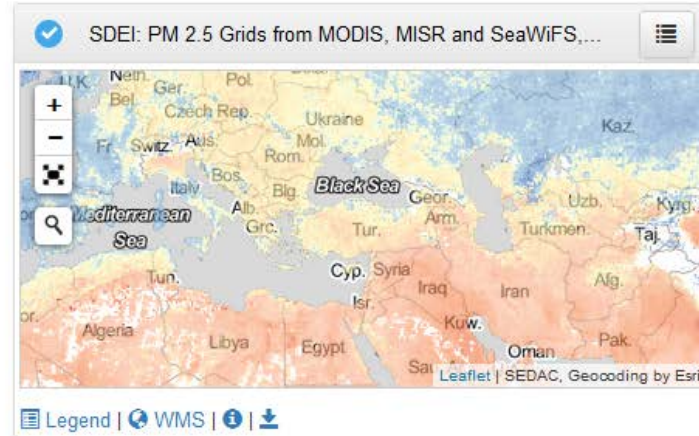 SDEI: PM 2.5 Grids from MODIS, MISR and SeaWiFS,...
U.K. Neth. Ger. Pol.
Bel. Czech Rep. Ukraine
Kaz.
Fr. Switz. Aus. Mol.
Rom.
Bos.
Italy Blg. Black Sea
Alb. Geor. Uzb. Kyrg.
Mediterranean Grc. Tur. Arm. Turkmen. Taj.
Sea
Tun. Cyp. Syria
Iraq Iran Afg.
Isr.
Kuw.
Algeria Libya Egypt Pak.
Oman
Sau
Leaflet | SEDAC, Geocoding by Esri
Legend | WMS |